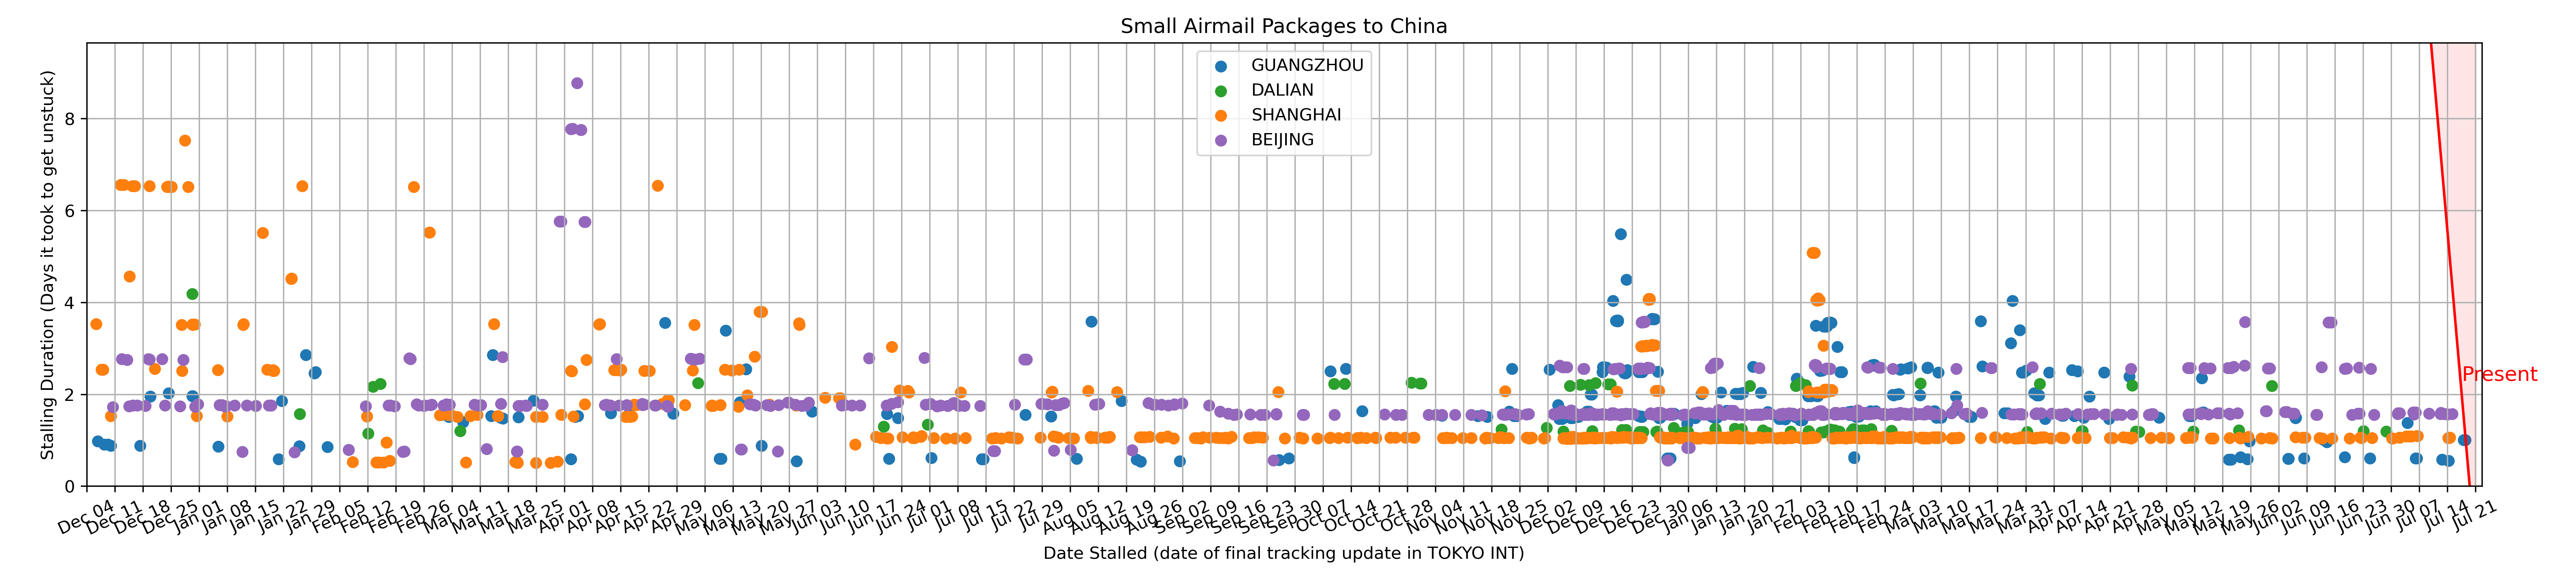 Small Airmail Packages to China
GUANGZHOU
DALIAN
SHANGHAI
BEIJING
Stalling Duration (Days it took to get unstuck)
8
6
4
2
0
Present
Dec 04 Dec 11 Dec 18 Dec 25 Jan 01 Jan 08 Jan 15 Jan 22 Jan 29 Feb 05 Feb 12 Feb 19 Feb 26 Mar 04 Mar 11 Mar 18 Mar 25 Apr 01 Apr 08 Apr 15 Apr 22 Apr 29 May 06 May 13 May 20 May 27 Jun 03 Jun 10 Jun 17 Jun 24 Jul 01 Jul 08 Jul 15 Jul 22 Jul 29 Aug 05 Aug 12 Aug 19 Aug 26 Sep 02 Sep 09 Sep 16 Sep 23 Sep 30 Oct 07 Oct 14 Oct 21 Oct 28 Nov 04 Nov 11 Nov 18 Nov 25 Dec 02 Dec 09 Dec 16 Dec 23 Dec 30 Jan 06 Jan 13 Jan 20 Jan 27 Feb 03 Feb 10 Feb 17 Feb 24 Mar 03 Mar 10 Mar 17 Mar 24 Mar 31 Apr 07 Apr 14 Apr 21 Apr 28 May 05 May 12 May 19 May 26 Jun 02 Jun 09 Jun 16 Jun 23 Jun 30 Jul 07 Jul 14 Jul 21
Date Stalled (date of final tracking update in TOKYO INT)